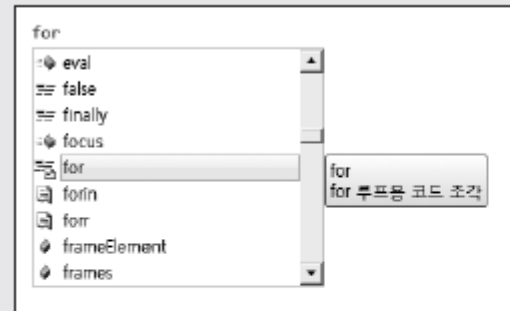 for
eval
false
finally
focus
for
forin
forr
frameElement
frames
for
for 루프용 코드 조각